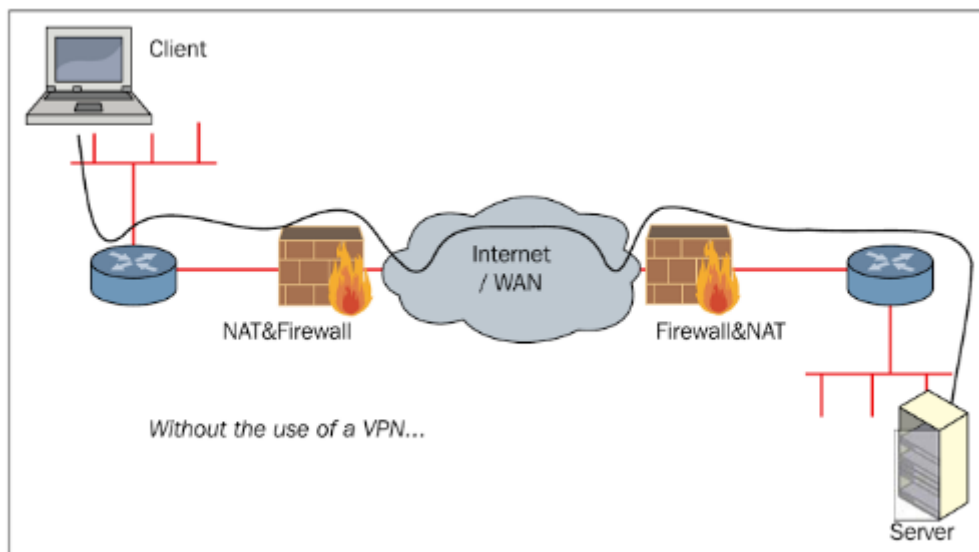 Client
Internet
/ WAN
NAT&Firewall
Firewall&NAT
Without the use of a VPN...
Server